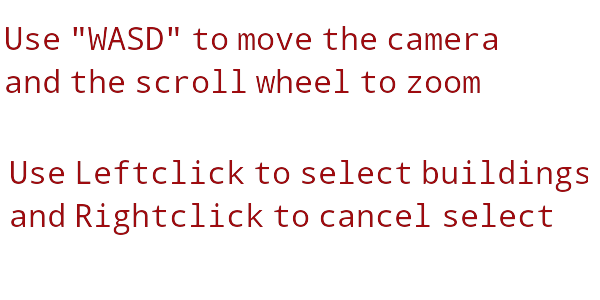 Use "WASD" to move the camera
and the scroll wheel to zoom
Use Leftclick to select buildings
and Rightclick to cancel select